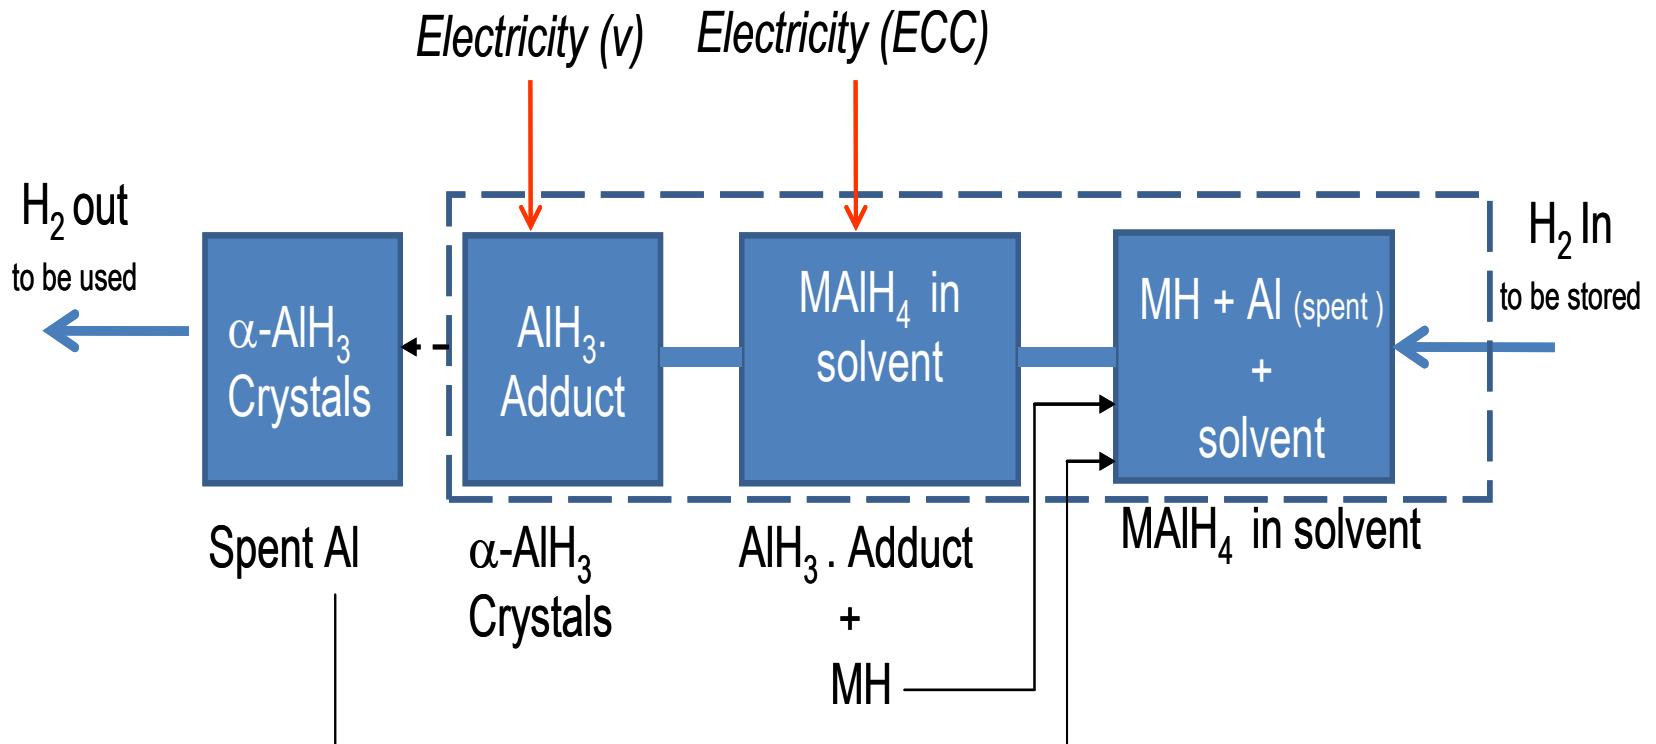 Electricity (v)
Electricity (ECC)
H₂ out
to be used
H₂ In
to be stored
α-AlH₃
Crystals
AlH₃.
Adduct
MAlH₄ in
solvent
MH + Al (spent )
+
solvent
Spent Al
α-AlH₃
Crystals
AlH₃ . Adduct
+
MH
MAlH₄ in solvent